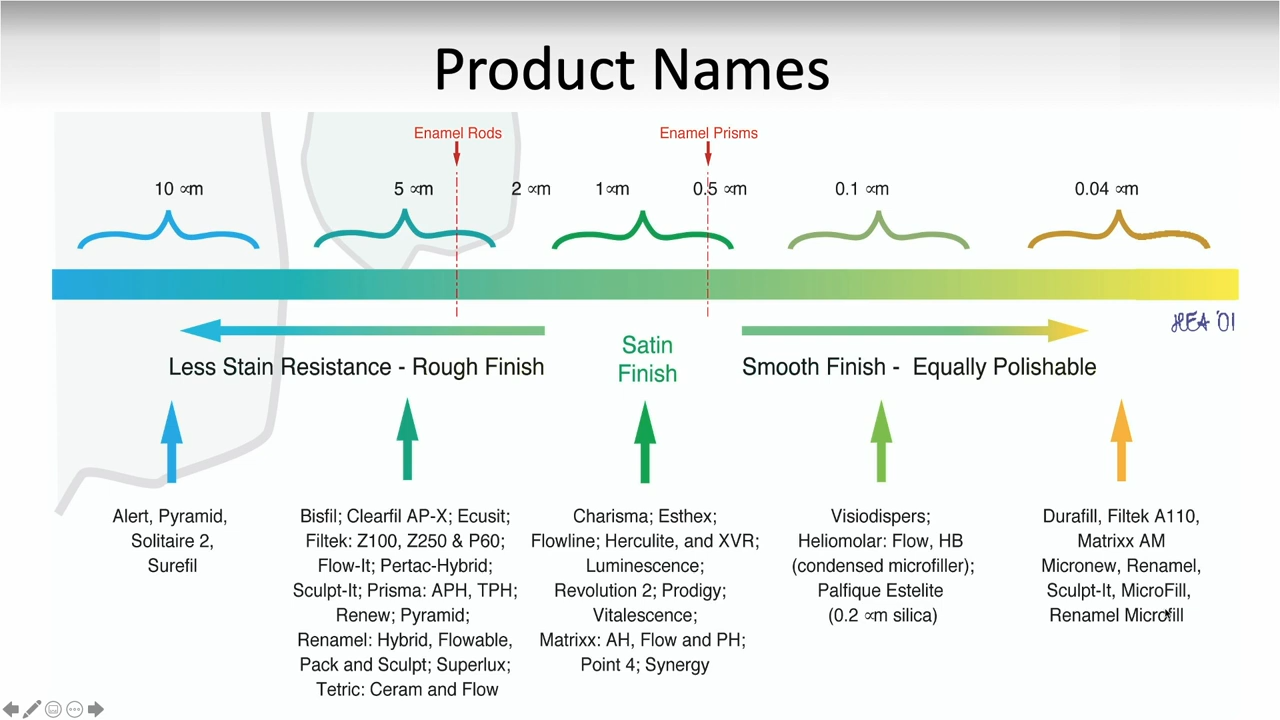 Product Names
Enamel Rods
Enamel Prisms
10 ∝m
5 ∝m
2 ∝m
1∝m
0.5 ∝m
0.1 ∝m
0.04 ∝m
HEA '01
Less Stain Resistance - Rough Finish
Satin
Finish
Smooth Finish - Equally Polishable
Alert, Pyramid,
Solitaire 2,
Surefil
Bisfil; Clearfil AP-X; Ecusit;
Filtek: Z100, Z250 & P60;
Flow-It; Pertac-Hybrid;
Sculpt-It; Prisma: APH, TPH;
Renew; Pyramid;
Renamel: Hybrid, Flowable,
Pack and Sculpt; Superlux;
Tetric: Ceram and Flow
Charisma; Esthex;
Flowline; Herculite, and XVR;
Luminescence;
Revolution 2; Prodigy;
Vitalescence;
Matrixx: AH, Flow and PH;
Point 4; Synergy
Visiodispers;
Heliomolar: Flow, HB
(condensed microfiller);
Palfique Estelite
(0.2 ∝m silica)
Durafill, Filtek A110,
Matrixx AM
Micronew, Renamel,
Sculpt-It, MicroFill,
Renamel Microfill